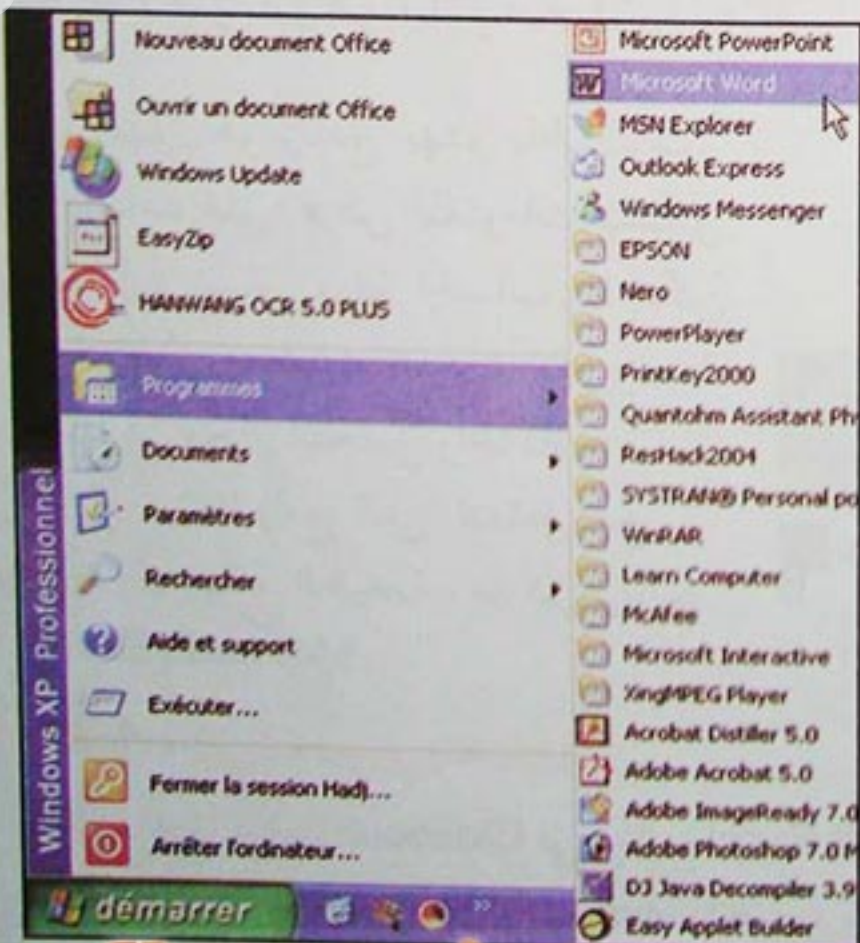 Nouveau document Office
Ouvrir un document Office
Windows Update
EasyZip
HANWANG OCR 5.0 PLUS
Programmes
Documents
Paramètres
Rechercher
Aide et support
Exécuter...
Fermer la session Hadj...
Arrêter l'ordinateur...
Windows XP Professionnel
démarrer
Microsoft PowerPoint
Microsoft Word
MSN Explorer
Outlook Express
Windows Messenger
EPSON
Nero
PowerPlayer
PrintKey2000
Quantohm Assistant Ph
ResHack2004
SYSTRAN® Personal po
WinRAR
Learn Computer
McAfee
Microsoft Interactive
XingMPEG Player
Acrobat Distiller 5.0
Adobe Acrobat 5.0
Adobe ImageReady 7.0
Adobe Photoshop 7.0 M
DJ Java Decompiler 3.9
Easy Applet Builder